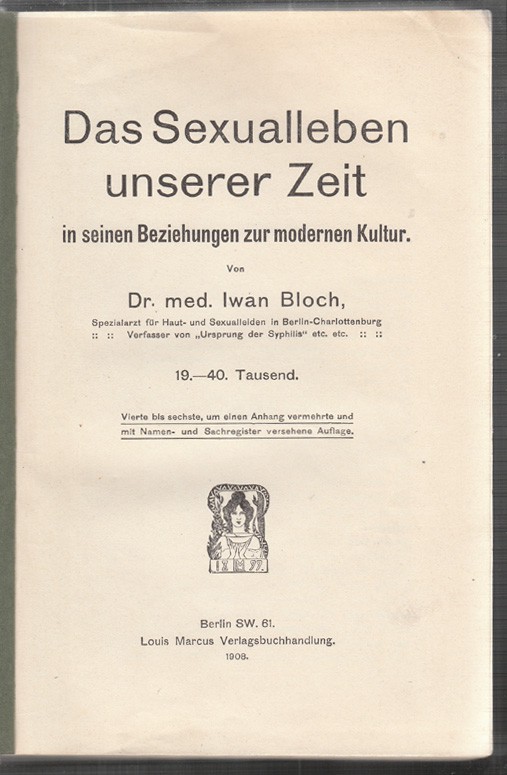 Das Sexualleben
unserer Zeit
in seinen Beziehungen zur modernen Kultur.
Von
Dr. med. Iwan Bloch,
Spezialarzt für Haut- und Sexualleiden in Berlin-Charlottenburg
:: :: Verfasser von „Ursprung der Syphilis" etc. etc. :: ::
19.—40. Tausend.
Vierte bis sechste, um einen Anhang vermehrte und
mit Namen- und Sachregister versehene Auflage.
Berlin SW. 61.
Louis Marcus Verlagsbuchhandlung.
1908.